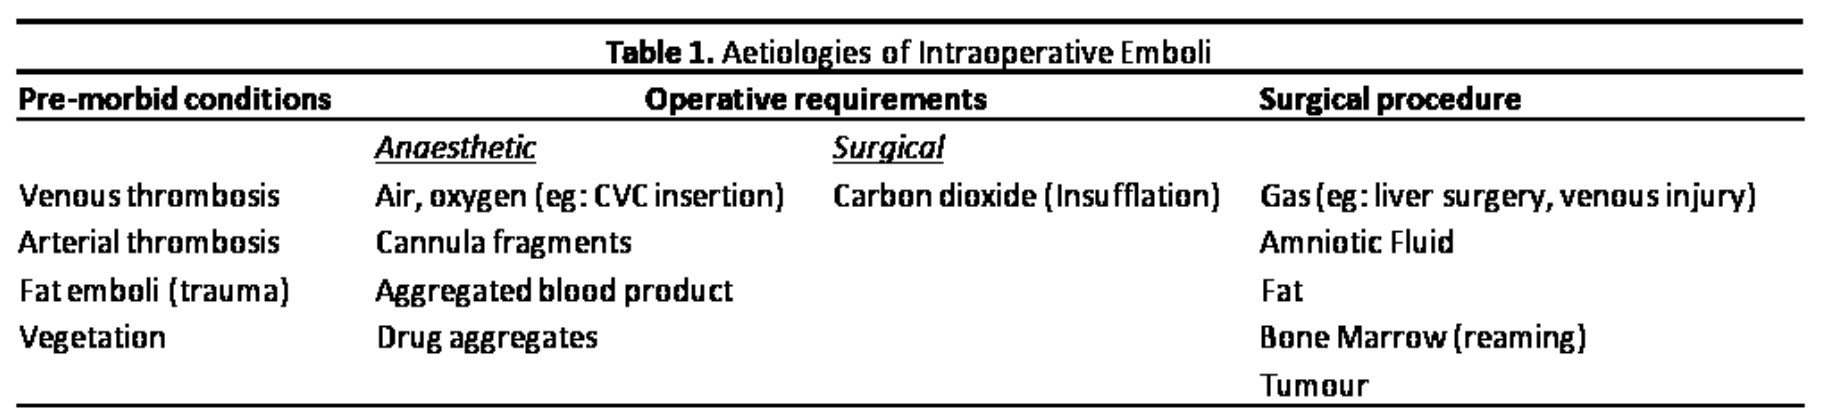 Table 1. Aetiologies of Intraoperative Emboli
Pre-morbid conditions Operative requirements Surgical procedure
Anaesthetic Surgical
Venous thrombosis Air, oxygen (eg: CVC insertion) Carbon dioxide (Insufflation) Gas (eg: liver surgery, venous injury)
Arterial thrombosis Cannula fragments Amniotic Fluid
Fat emboli (trauma) Aggregated blood product Fat
Vegetation Drug aggregates Bone Marrow (reaming)
Tumour